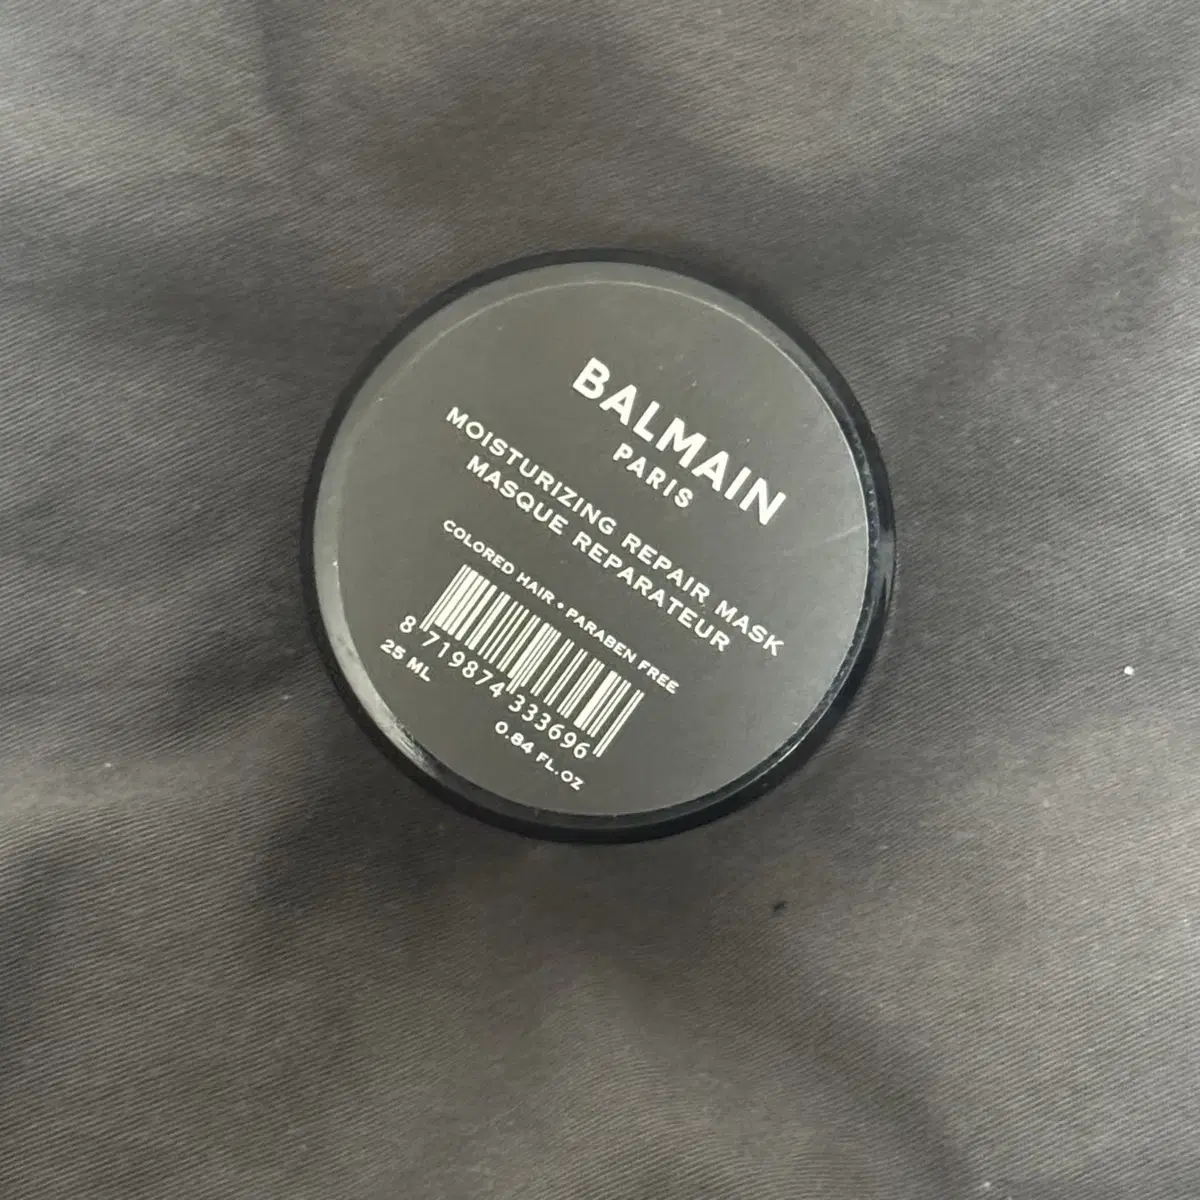 BALMAIN
PARIS
MOISTURIZING REPAIR MASK
MASQUE REPARATEUR
COLORED HAIR • PARABEN FREE
8 719874 333696
25 ML
0.84 FL.OZ